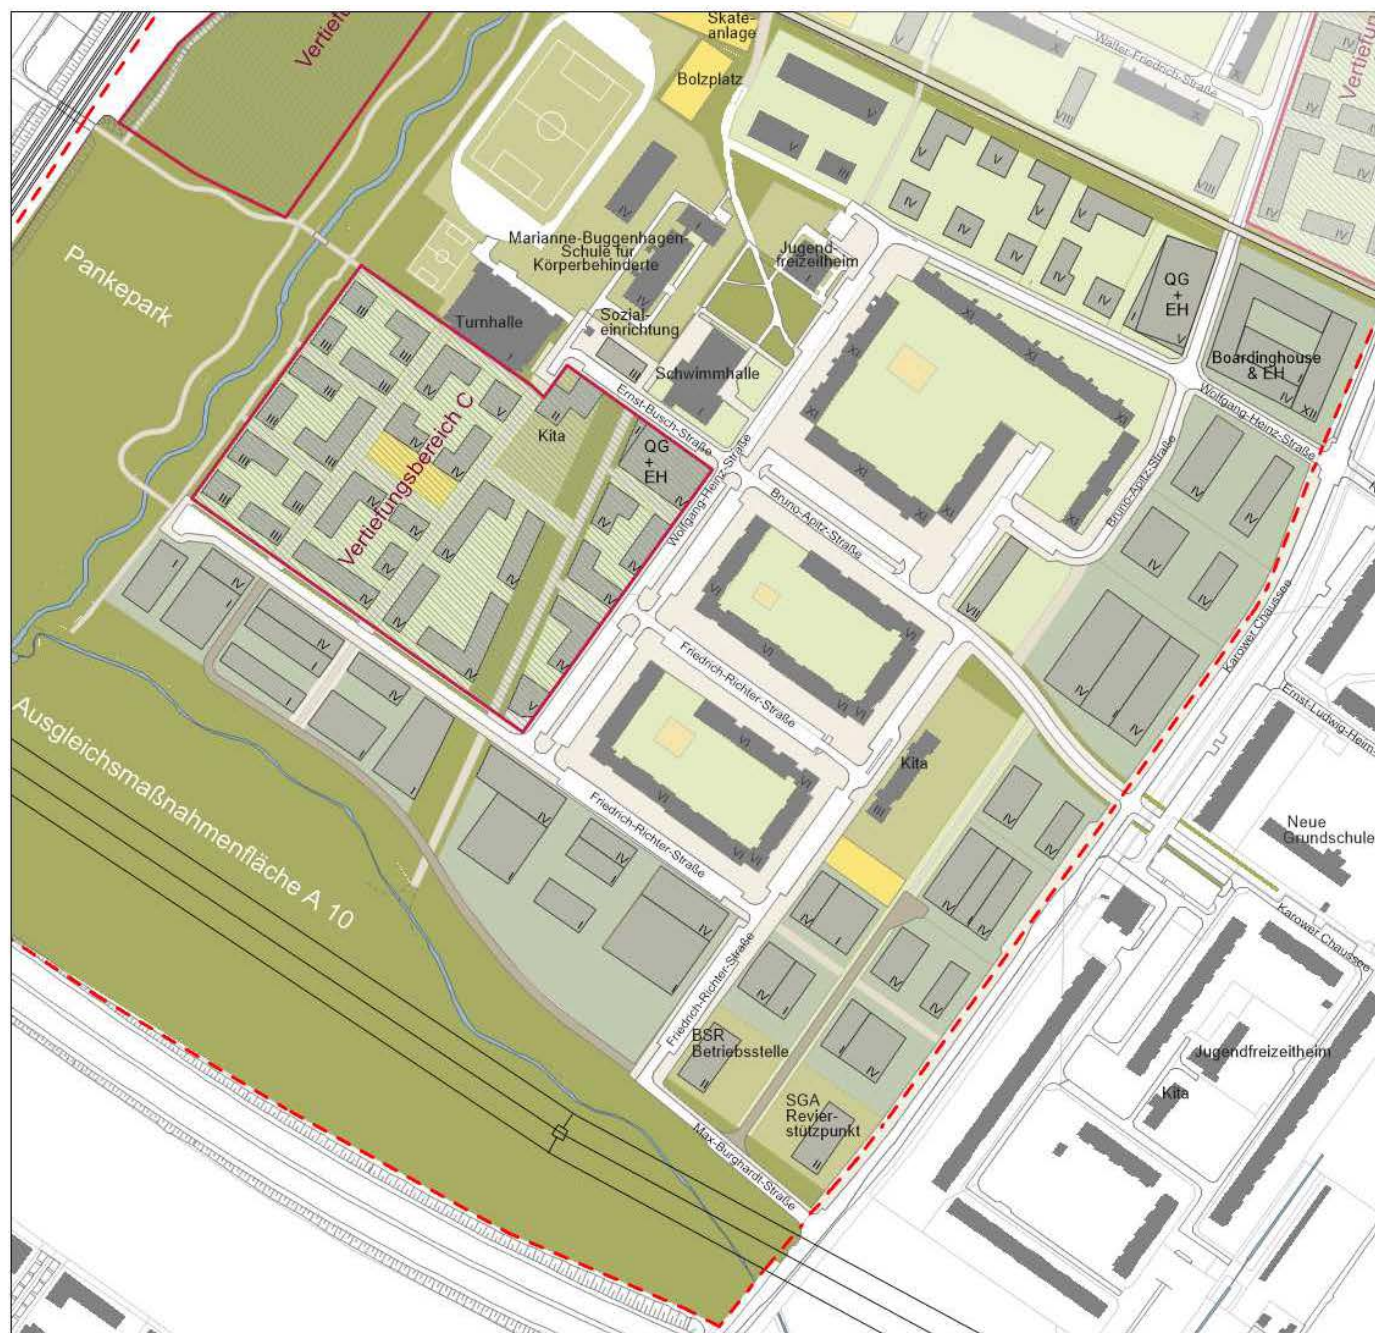 Skate-
anlage
Bolzplatz
Vertiefun
Walter-Friedrich-Straße
Vertiefun
Pankepark
Marianne-Buggenhagen-
Schule für
Körperbehinderte
Jugend-
freizeitheim
Turnhalle
Sozial-
einrichtung
Schwimmhalle
QG
+
EH
Boardinghouse
& EH
Ernst-Busch-Straße
Wolfgang-Heinz-Straße
Wolfgang-Heinz-Straße
Kita
QG
+
EH
Vertiefungsbereich C
Bruno-Apitz-Straße
Bruno-Apitz-Straße
Karower Chaussee
Friedrich-Richter-Straße
Ernst-Ludwig-Heim-
Ausgleichsmaßnahmenfläche A 10
Kita
Friedrich-Richter-Straße
Neue
Grundschule
Karower Chaussee
Friedrich-Richter-Straße
BSR
Betriebsstelle
SGA
Revier-
stützpunkt
Jugendfreizeitheim
Kita
Max-Burghardt-Straße